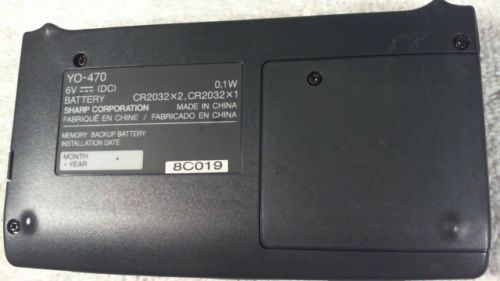 YO-470
6V ⎓ (DC) 0.1W
BATTERY CR2032×2, CR2032×1
SHARP CORPORATION MADE IN CHINA
FABRIQUÉ EN CHINE / FABRICADO EN CHINA
MEMORY BACKUP BATTERY
INSTALLATION DATE
MONTH
・YEAR
8C019